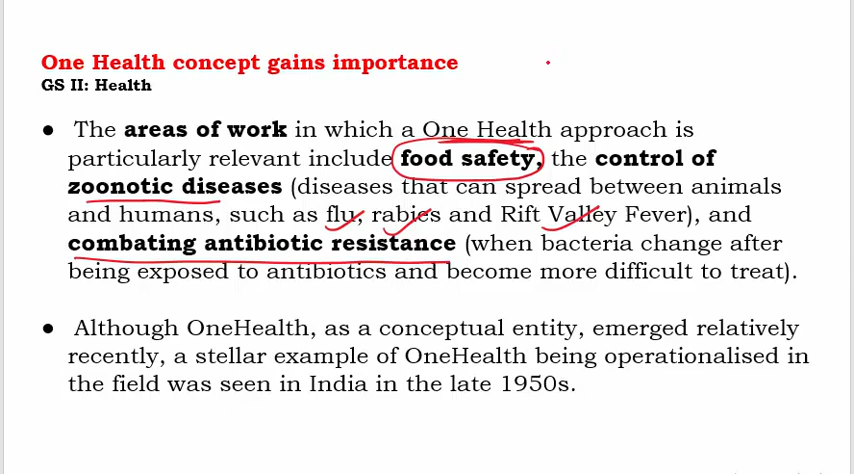 One Health concept gains importance
GS II: Health
● The areas of work in which a One Health approach is
particularly relevant include food safety, the control of
zoonotic diseases (diseases that can spread between animals
and humans, such as flu, rabies and Rift Valley Fever), and
combating antibiotic resistance (when bacteria change after
being exposed to antibiotics and become more difficult to treat).
● Although OneHealth, as a conceptual entity, emerged relatively
recently, a stellar example of OneHealth being operationalised in
the field was seen in India in the late 1950s.